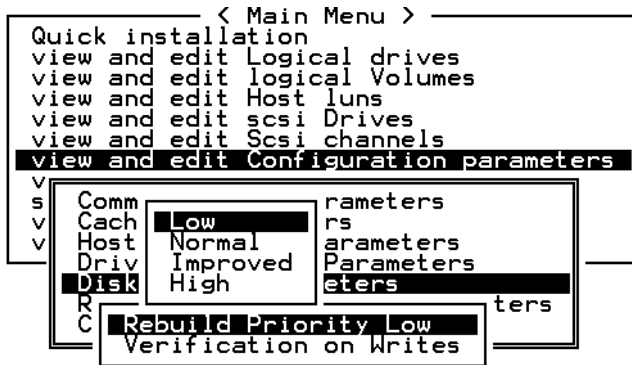 < Main Menu >
Quick installation
view and edit Logical drives
view and edit logical Volumes
view and edit Host luns
view and edit scsi Drives
view and edit Scsi channels
view and edit Configuration parameters
v
s Comm rameters
v Cach Low rs
v Host Normal arameters
Driv Improved Parameters
Disk High eters
R ters
C Rebuild Priority Low
Verification on Writes